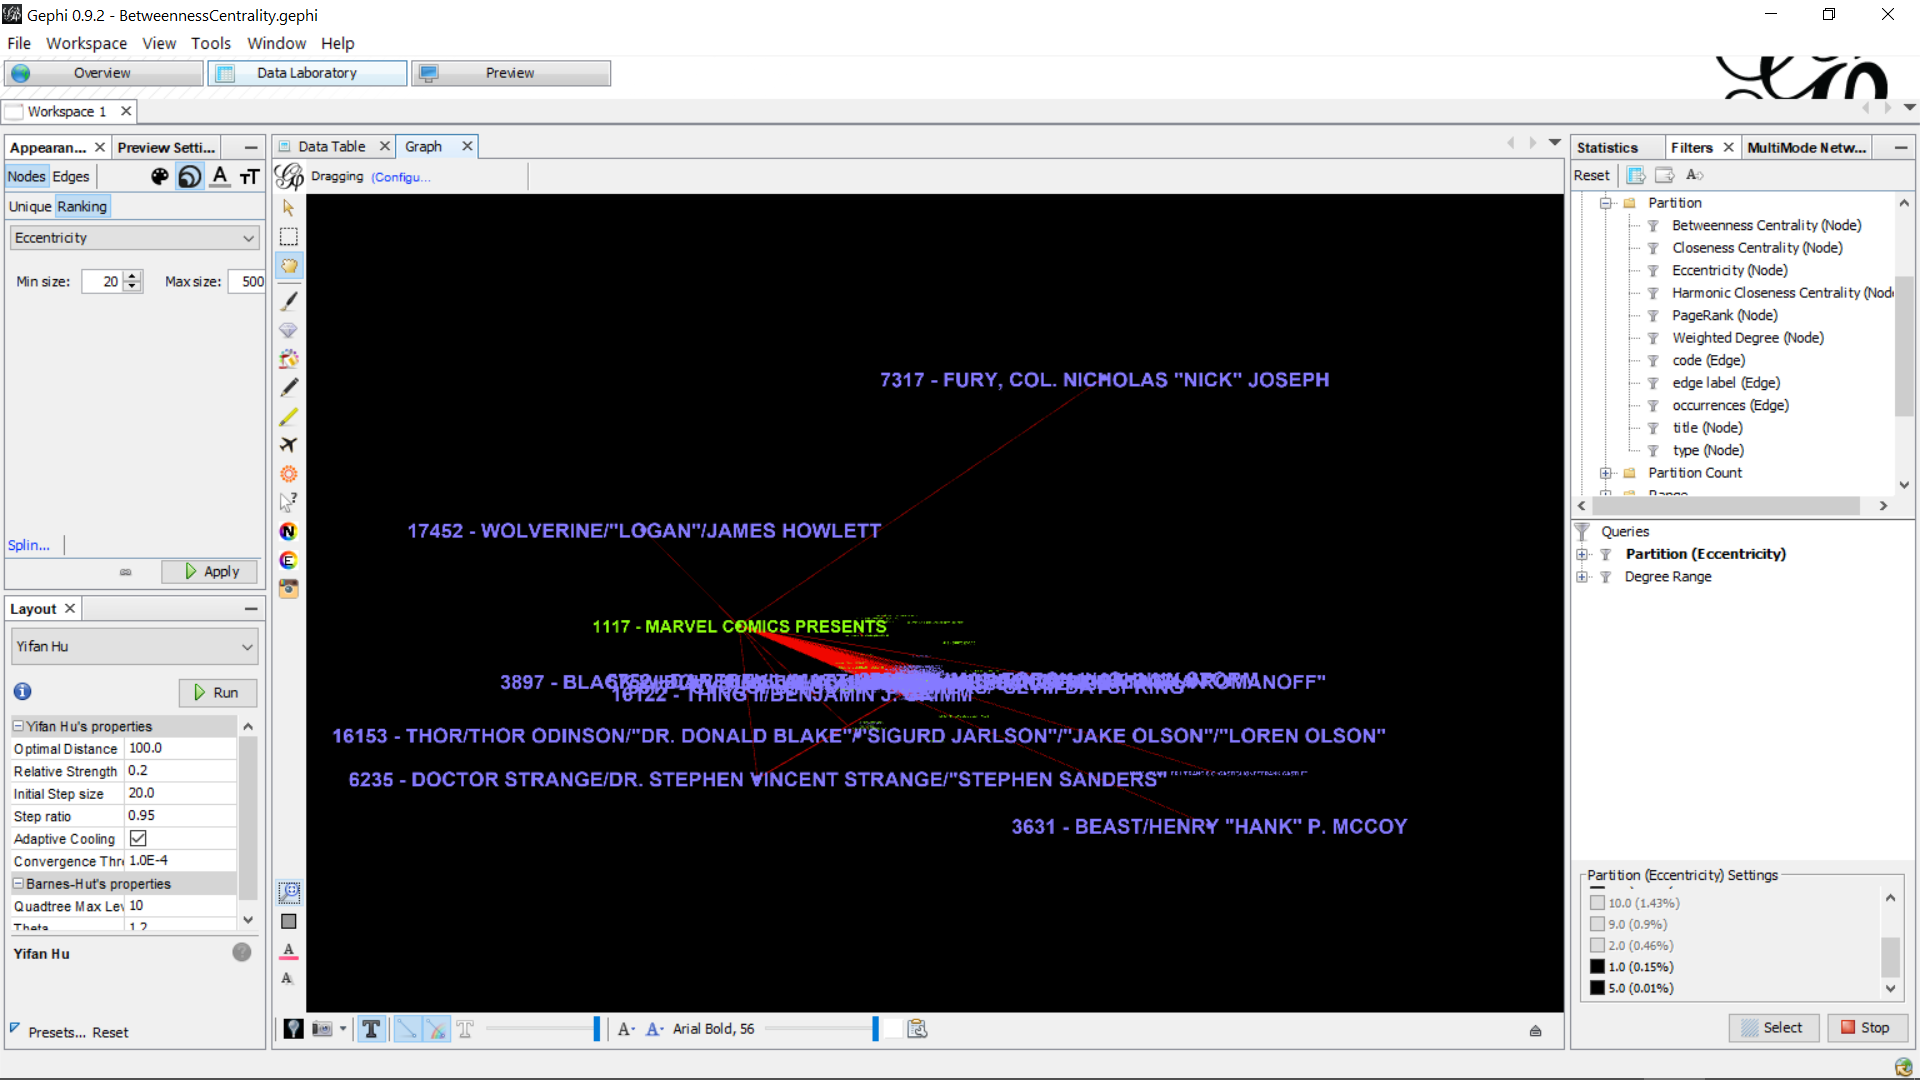 Gephi 0.9.2 - BetweennessCentrality.gephi
File Workspace View Tools Window Help
Overview Data Laboratory Preview
Workspace 1
Appearan... Preview Setti...
Nodes Edges
Unique Ranking
Eccentricity
Min size: 20 Max size: 500
Splin...
Apply
Layout
Yifan Hu
Run
Yifan Hu's properties
Optimal Distance 100.0
Relative Strength 0.2
Initial Step size 20.0
Step ratio 0.95
Adaptive Cooling
Convergence Thre 1.0E-4
Barnes-Hut's properties
Quadtree Max Lev 10
Theta 1.2
Yifan Hu
Presets... Reset
Data Table Graph
Dragging (Configu...
7317 - FURY, COL. NICHOLAS "NICK" JOSEPH
17452 - WOLVERINE/"LOGAN"/JAMES HOWLETT
1117 - MARVEL COMICS PRESENTS
3897 - BLAC
16122 - THING II/BENJAMIN J. GRIMM
16153 - THOR/THOR ODINSON/"DR. DONALD BLAKE"/"SIGURD JARLSON"/"JAKE OLSON"/"LOREN OLSON"
6235 - DOCTOR STRANGE/DR. STEPHEN VINCENT STRANGE/"STEPHEN SANDERS"
3631 - BEAST/HENRY "HANK" P. MCCOY
Arial Bold, 56
Statistics Filters MultiMode Netw...
Reset
Partition
Betweenness Centrality (Node)
Closeness Centrality (Node)
Eccentricity (Node)
Harmonic Closeness Centrality (Nod
PageRank (Node)
Weighted Degree (Node)
code (Edge)
edge label (Edge)
occurrences (Edge)
title (Node)
type (Node)
Partition Count
Range
Queries
Partition (Eccentricity)
Degree Range
Partition (Eccentricity) Settings
10.0 (1.43%)
9.0 (0.9%)
2.0 (0.46%)
1.0 (0.15%)
5.0 (0.01%)
Select Stop